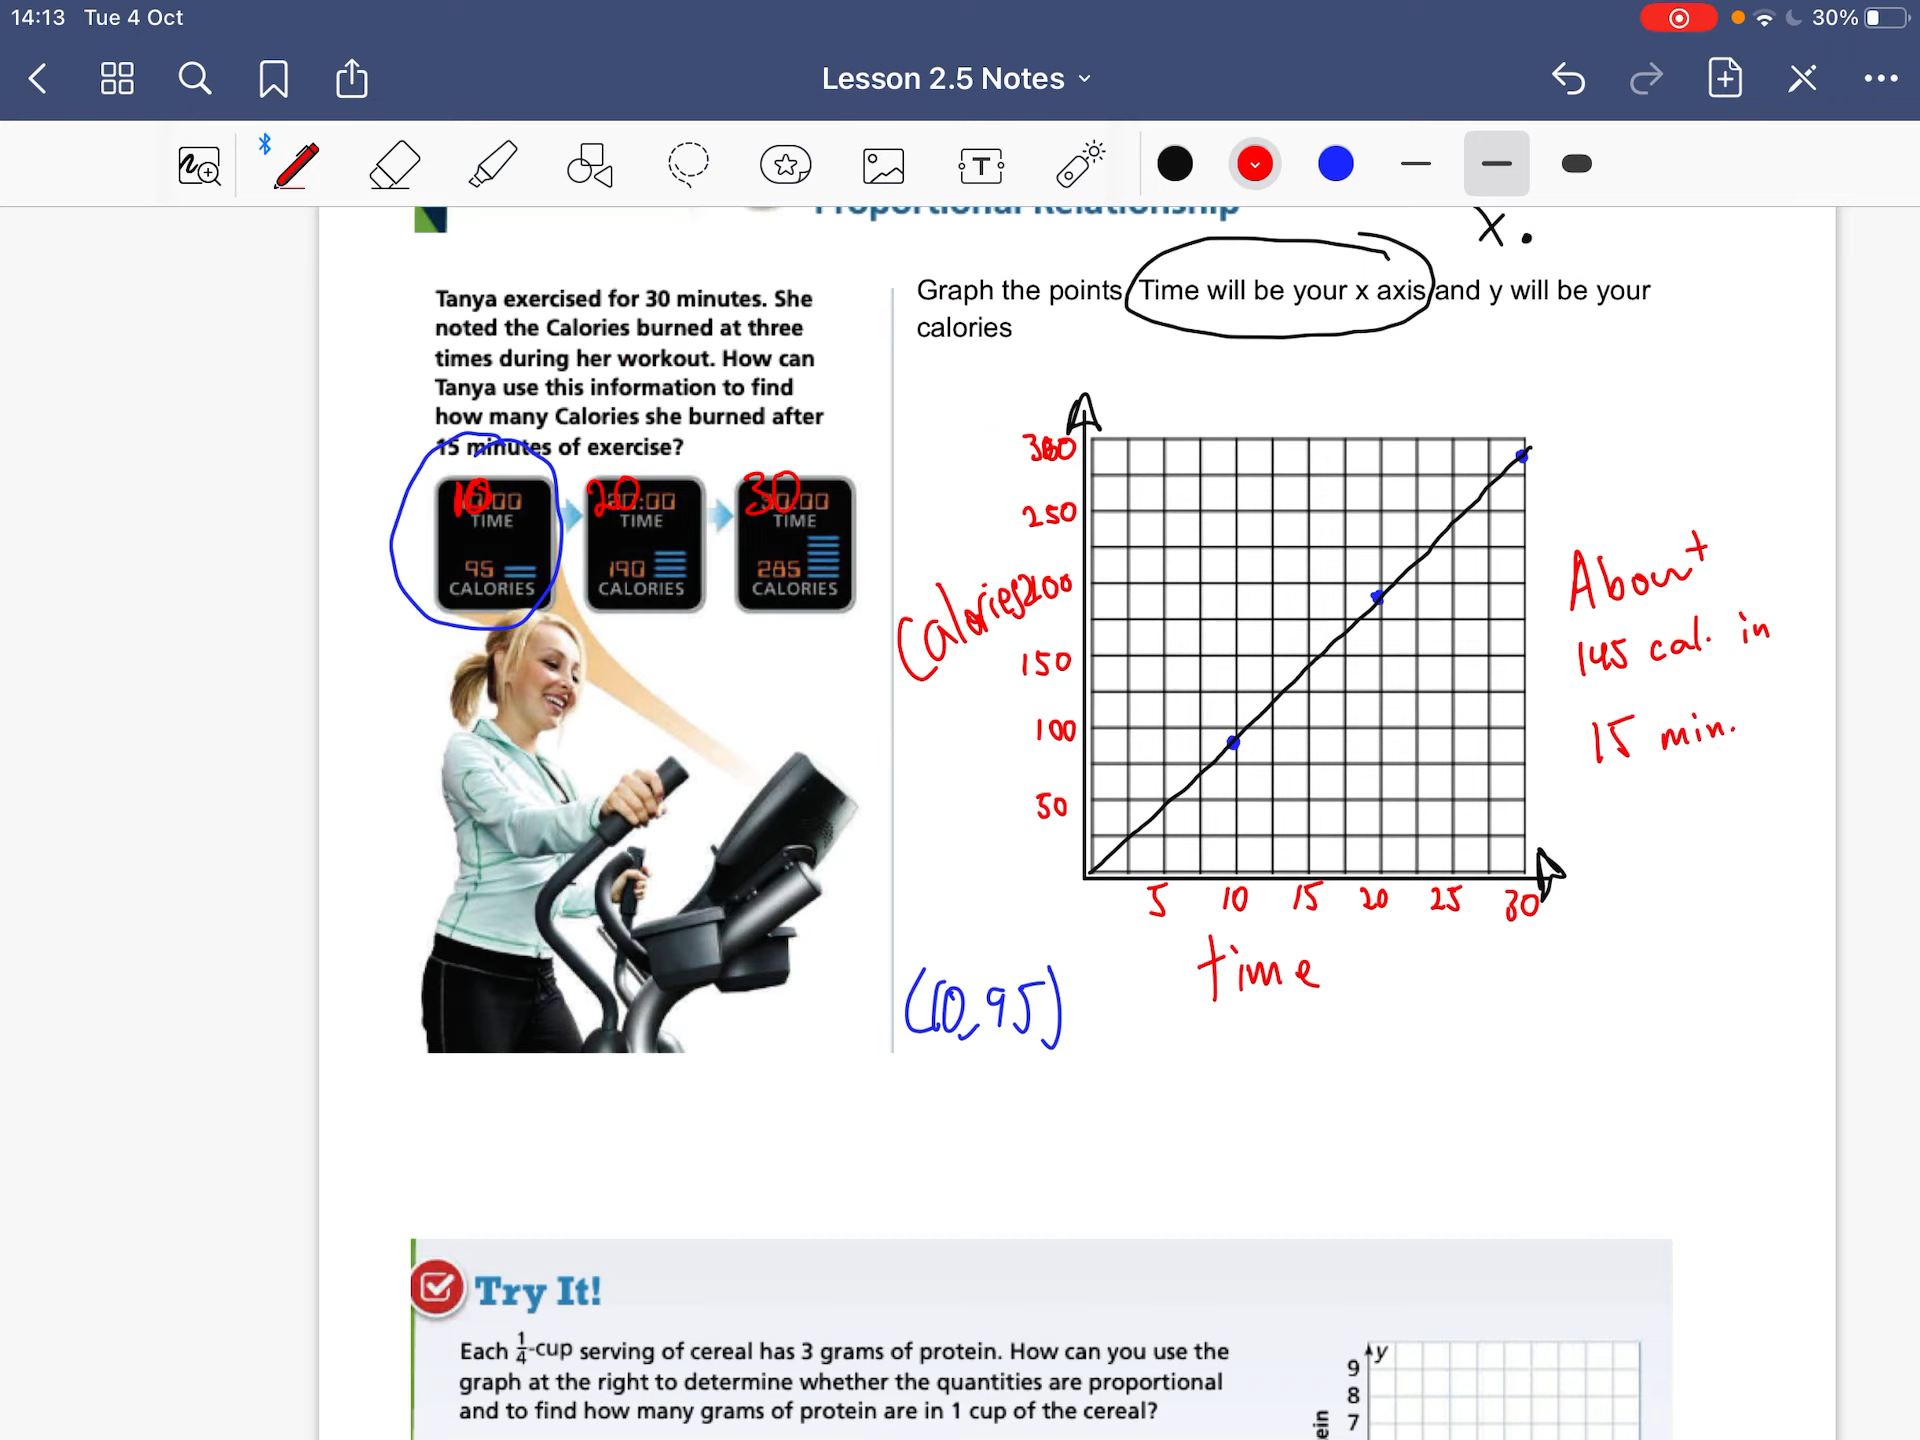 14:13 Tue 4 Oct
30%
Lesson 2.5 Notes
T
Proportional Relationship
x.
Tanya exercised for 30 minutes. She
noted the Calories burned at three
times during her workout. How can
Tanya use this information to find
how many Calories she burned after
15 minutes of exercise?
10 20 30
TIME TIME TIME
95 190 285
CALORIES CALORIES CALORIES
Graph the points Time will be your x axis and y will be your
calories
300
250
200
150
100
50
Calories
5 10 15 20 25 30
time
About
145 cal. in
15 min.
(10,95)
Try It!
Each 1/4-cup serving of cereal has 3 grams of protein. How can you use the
graph at the right to determine whether the quantities are proportional
and to find how many grams of protein are in 1 cup of the cereal?
y
9
8
7
ein